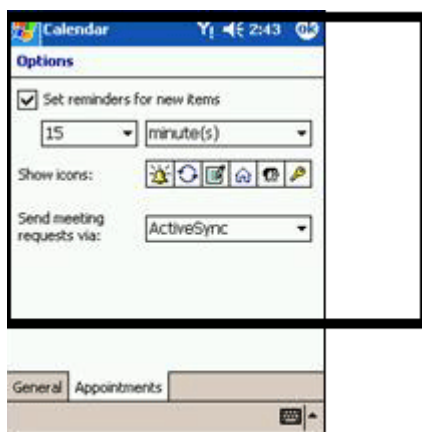 Calendar 2:43 ok
Options
Set reminders for new items
15 minute(s)
Show icons:
Send meeting
requests via: ActiveSync
General Appointments